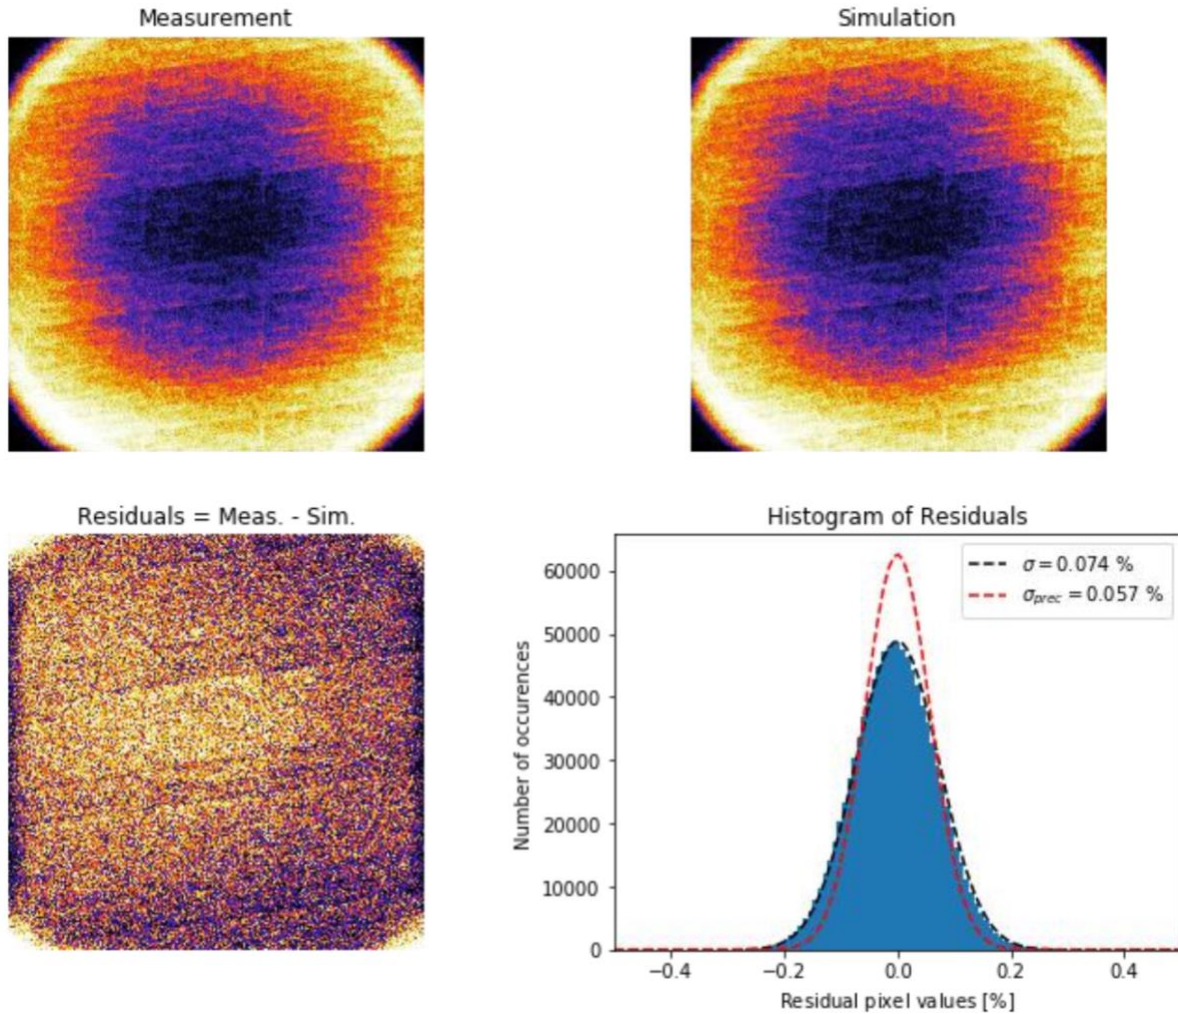 Measurement
Simulation
Residuals = Meas. - Sim.
Histogram of Residuals
σ = 0.074 %
σprec = 0.057 %
Number of occurences
60000
50000
40000
30000
20000
10000
0
−0.4
−0.2
0.0
0.2
0.4
Residual pixel values [%]